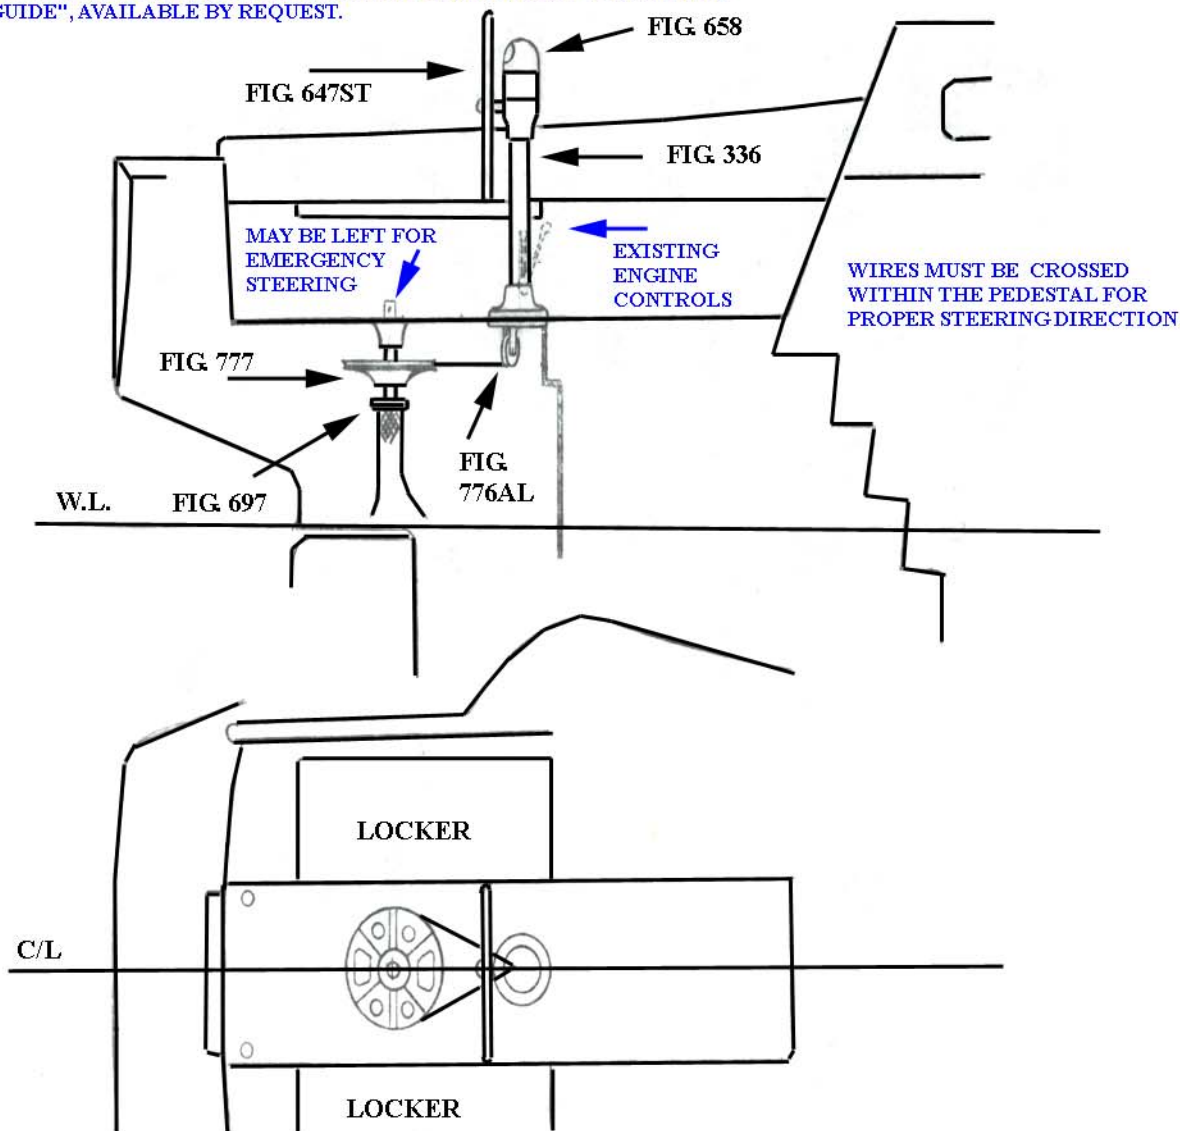 GUIDE", AVAILABLE BY REQUEST.
FIG. 658
FIG. 647ST
FIG. 336
MAY BE LEFT FOR
EMERGENCY
STEERING
EXISTING
ENGINE
CONTROLS
WIRES MUST BE CROSSED
WITHIN THE PEDESTAL FOR
PROPER STEERING DIRECTION
FIG. 777
FIG.
776AL
FIG. 697
W.L.
LOCKER
C/L
LOCKER